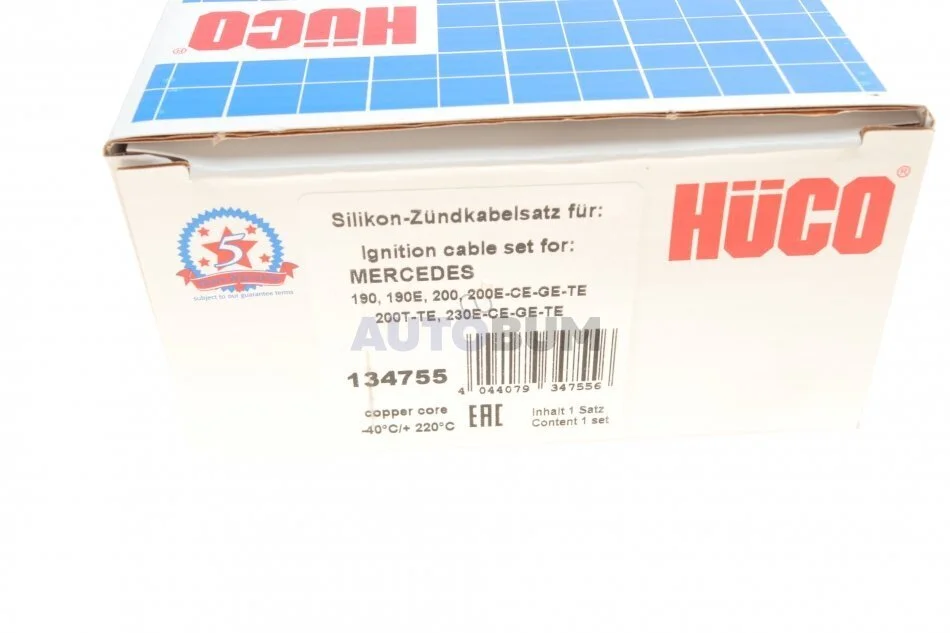 HÜCO
®
HÜCO®
5
subject to our guarantee terms
Silikon-Zündkabelsatz für:
Ignition cable set for:
MERCEDES
190, 190E, 200, 200E-CE-GE-TE
200T-TE, 230E-CE-GE-TE
AUTOBUM
134755
4 044079 347556
copper core
-40°C/+ 220°C
EAC
Inhalt 1 Satz
Content 1 set